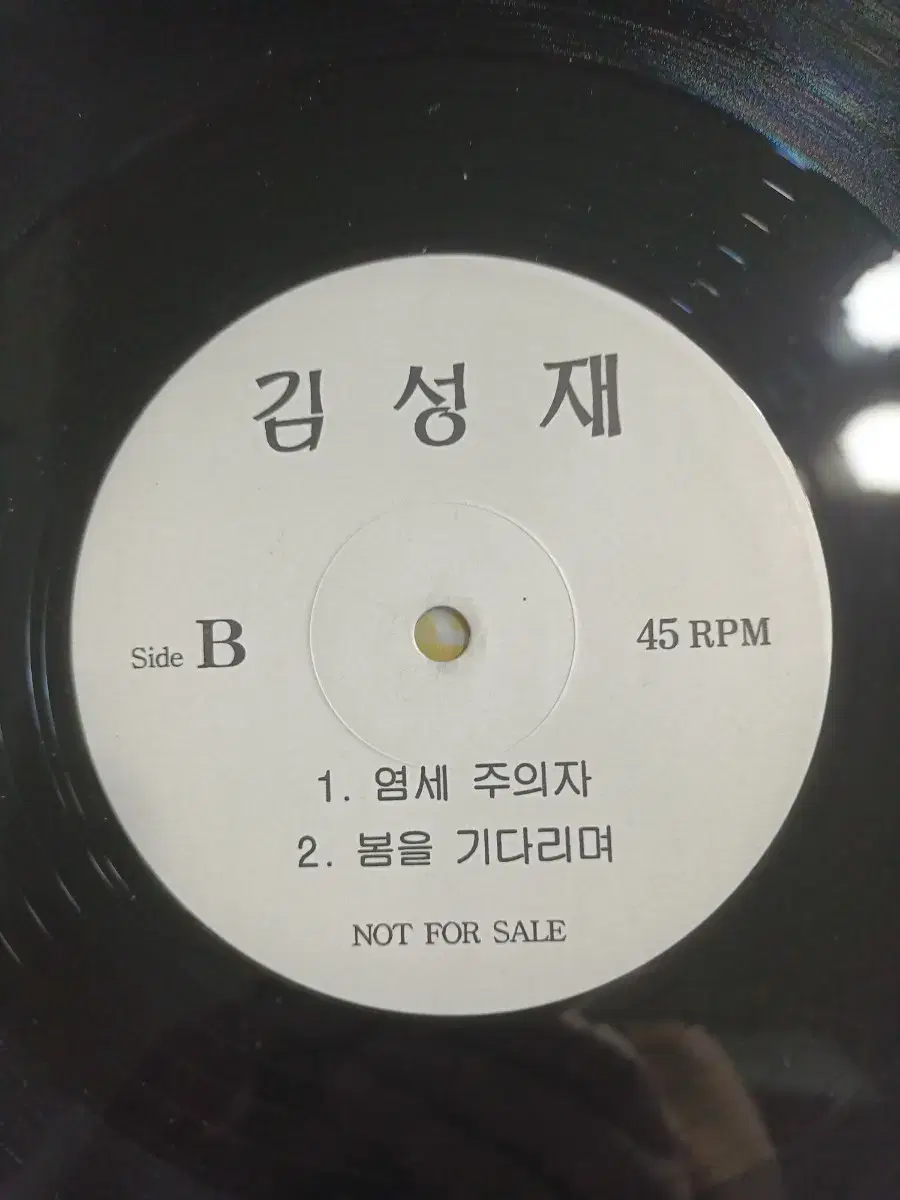 김 성 재
Side B
45 RPM
1. 염세 주의자
2. 봄을 기다리며
NOT FOR SALE